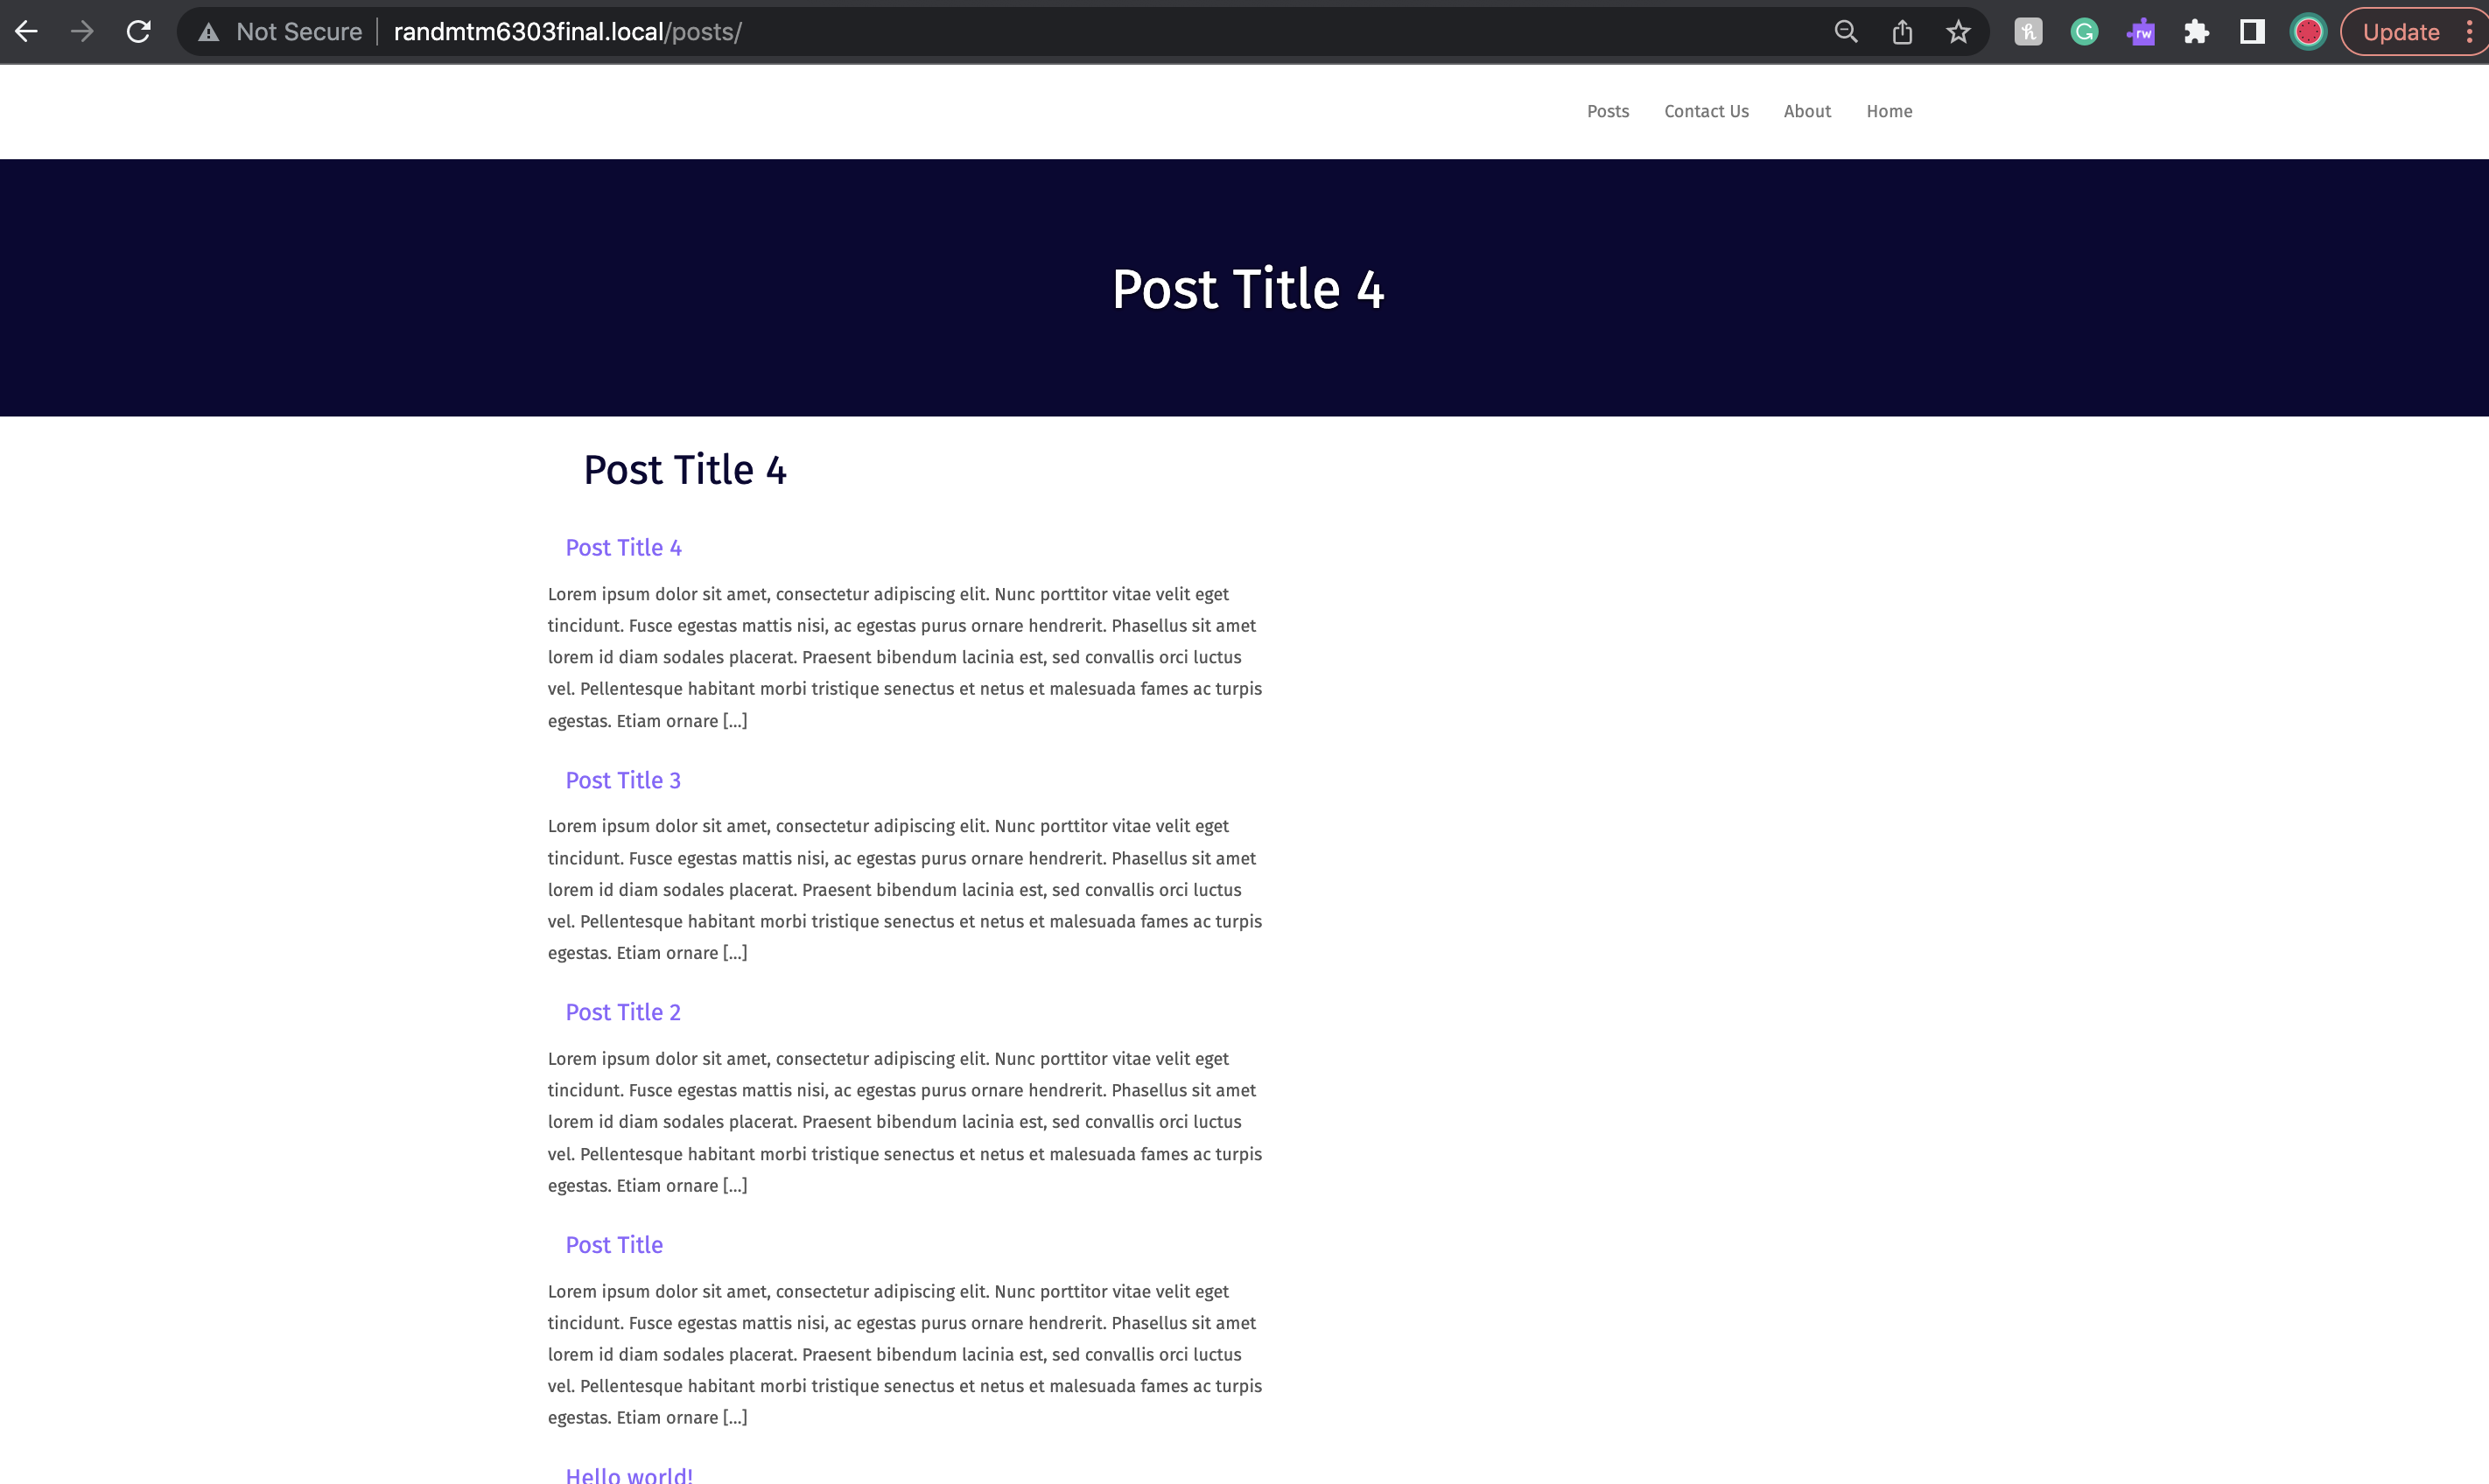 Not Secure
randmtm6303final.local/posts/
rw
Update
Posts
Contact Us
About
Home
Post Title 4
Post Title 4
Post Title 4
Lorem ipsum dolor sit amet, consectetur adipiscing elit. Nunc porttitor vitae velit eget
tincidunt. Fusce egestas mattis nisi, ac egestas purus ornare hendrerit. Phasellus sit amet
lorem id diam sodales placerat. Praesent bibendum lacinia est, sed convallis orci luctus
vel. Pellentesque habitant morbi tristique senectus et netus et malesuada fames ac turpis
egestas. Etiam ornare [...]
Post Title 3
Lorem ipsum dolor sit amet, consectetur adipiscing elit. Nunc porttitor vitae velit eget
tincidunt. Fusce egestas mattis nisi, ac egestas purus ornare hendrerit. Phasellus sit amet
lorem id diam sodales placerat. Praesent bibendum lacinia est, sed convallis orci luctus
vel. Pellentesque habitant morbi tristique senectus et netus et malesuada fames ac turpis
egestas. Etiam ornare [...]
Post Title 2
Lorem ipsum dolor sit amet, consectetur adipiscing elit. Nunc porttitor vitae velit eget
tincidunt. Fusce egestas mattis nisi, ac egestas purus ornare hendrerit. Phasellus sit amet
lorem id diam sodales placerat. Praesent bibendum lacinia est, sed convallis orci luctus
vel. Pellentesque habitant morbi tristique senectus et netus et malesuada fames ac turpis
egestas. Etiam ornare [...]
Post Title
Lorem ipsum dolor sit amet, consectetur adipiscing elit. Nunc porttitor vitae velit eget
tincidunt. Fusce egestas mattis nisi, ac egestas purus ornare hendrerit. Phasellus sit amet
lorem id diam sodales placerat. Praesent bibendum lacinia est, sed convallis orci luctus
vel. Pellentesque habitant morbi tristique senectus et netus et malesuada fames ac turpis
egestas. Etiam ornare [...]
Hello world!